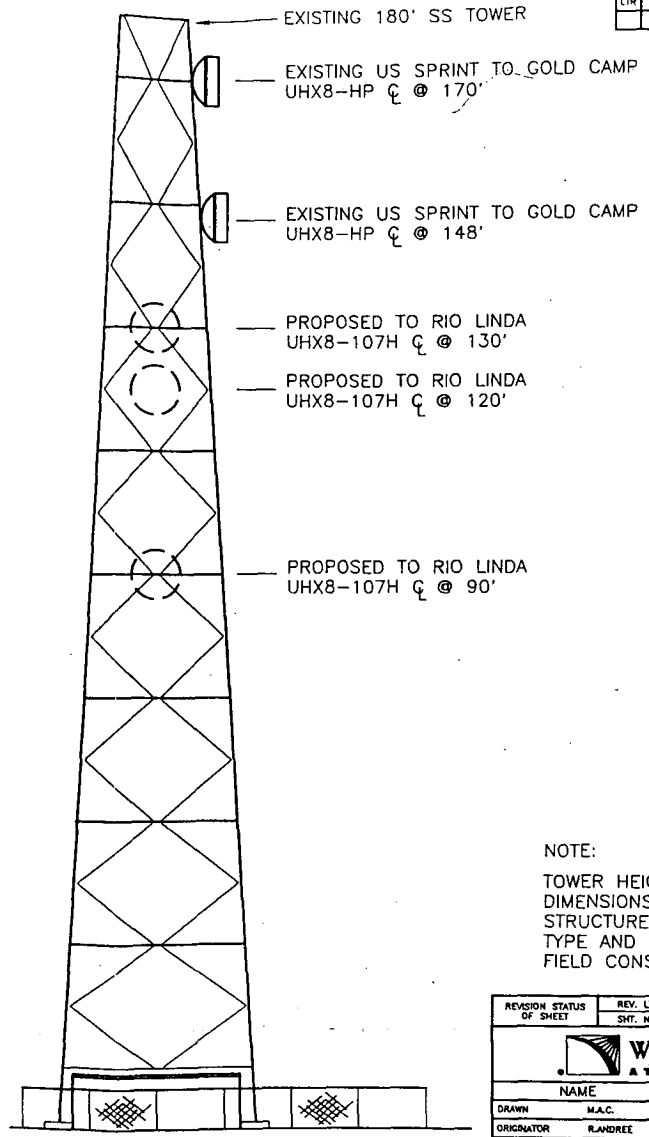 LTR
EXISTING 180' SS TOWER
EXISTING US SPRINT TO GOLD CAMP
UHX8-HP ℄ @ 170'
EXISTING US SPRINT TO GOLD CAMP
UHX8-HP ℄ @ 148'
PROPOSED TO RIO LINDA
UHX8-107H ℄ @ 130'
PROPOSED TO RIO LINDA
UHX8-107H ℄ @ 120'
PROPOSED TO RIO LINDA
UHX8-107H ℄ @ 90'
NOTE:
TOWER
DIMENSIONS
STRUCTURE
TYPE AND
FIELD
REVISION STATUS
OF SHEET
REV.
SHT.
W
A
NAME
DRAWN M.A.C.
ORIGINATOR R.ANDREE